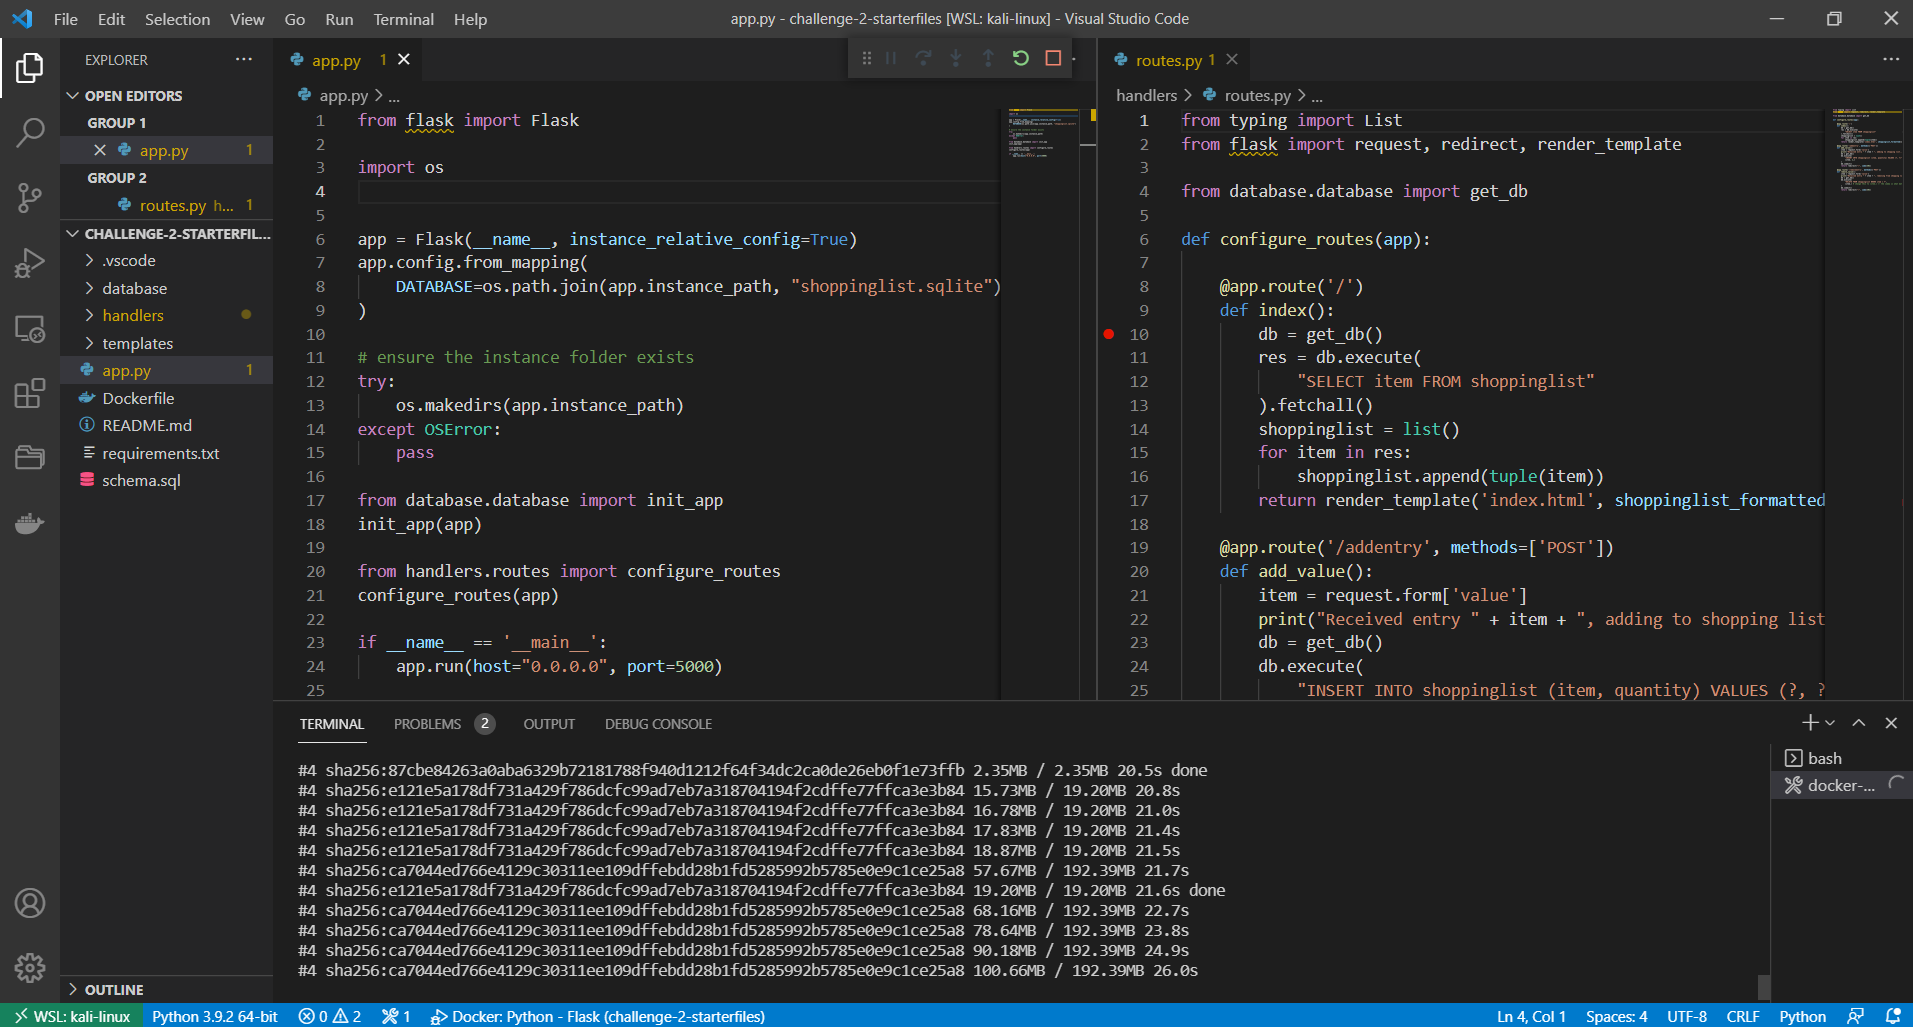 File Edit Selection View Go Run Terminal Help
app.py - challenge-2-starterfiles [WSL: kali-linux] - Visual Studio Code
EXPLORER
OPEN EDITORS
GROUP 1
app.py 1
GROUP 2
routes.py h... 1
CHALLENGE-2-STARTERFIL...
.vscode
database
handlers
templates
app.py 1
Dockerfile
README.md
requirements.txt
schema.sql
OUTLINE
app.py 1
app.py > ...
1 from flask import Flask
2
3 import os
4
5
6 app = Flask(__name__, instance_relative_config=True)
7 app.config.from_mapping(
8     DATABASE=os.path.join(app.instance_path, "shoppinglist.sqlite")
9 )
10
11 # ensure the instance folder exists
12 try:
13     os.makedirs(app.instance_path)
14 except OSError:
15     pass
16
17 from database.database import init_app
18 init_app(app)
19
20 from handlers.routes import configure_routes
21 configure_routes(app)
22
23 if __name__ == '__main__':
24     app.run(host="0.0.0.0", port=5000)
25
routes.py 1
handlers > routes.py > ...
1 from typing import List
2 from flask import request, redirect, render_template
3
4 from database.database import get_db
5
6 def configure_routes(app):
7
8     @app.route('/')
9     def index():
10         db = get_db()
11         res = db.execute(
12             "SELECT item FROM shoppinglist"
13         ).fetchall()
14         shoppinglist = list()
15         for item in res:
16             shoppinglist.append(tuple(item))
17         return render_template('index.html', shoppinglist_formatted
18
19     @app.route('/addentry', methods=['POST'])
20     def add_value():
21         item = request.form['value']
22         print("Received entry " + item + ", adding to shopping list
23         db = get_db()
24         db.execute(
25             "INSERT INTO shoppinglist (item, quantity) VALUES (?, ?
TERMINAL PROBLEMS 2 OUTPUT DEBUG CONSOLE
#4 sha256:87cbe84263a0aba6329b72181788f940d1212f64f34dc2ca0de26eb0f1e73ffb 2.35MB / 2.35MB 20.5s done
#4 sha256:e121e5a178df731a429f786dcfc99ad7eb7a318704194f2cdffe77ffca3e3b84 15.73MB / 19.20MB 20.8s
#4 sha256:e121e5a178df731a429f786dcfc99ad7eb7a318704194f2cdffe77ffca3e3b84 16.78MB / 19.20MB 21.0s
#4 sha256:e121e5a178df731a429f786dcfc99ad7eb7a318704194f2cdffe77ffca3e3b84 17.83MB / 19.20MB 21.4s
#4 sha256:e121e5a178df731a429f786dcfc99ad7eb7a318704194f2cdffe77ffca3e3b84 18.87MB / 19.20MB 21.5s
#4 sha256:ca7044ed766e4129c30311ee109dffebdd28b1fd5285992b5785e0e9c1ce25a8 57.67MB / 192.39MB 21.7s
#4 sha256:e121e5a178df731a429f786dcfc99ad7eb7a318704194f2cdffe77ffca3e3b84 19.20MB / 19.20MB 21.6s done
#4 sha256:ca7044ed766e4129c30311ee109dffebdd28b1fd5285992b5785e0e9c1ce25a8 68.16MB / 192.39MB 22.7s
#4 sha256:ca7044ed766e4129c30311ee109dffebdd28b1fd5285992b5785e0e9c1ce25a8 78.64MB / 192.39MB 23.8s
#4 sha256:ca7044ed766e4129c30311ee109dffebdd28b1fd5285992b5785e0e9c1ce25a8 90.18MB / 192.39MB 24.9s
#4 sha256:ca7044ed766e4129c30311ee109dffebdd28b1fd5285992b5785e0e9c1ce25a8 100.66MB / 192.39MB 26.0s
bash
docker-...
WSL: kali-linux Python 3.9.2 64-bit 0 2 1 Docker: Python - Flask (challenge-2-starterfiles) Ln 4, Col 1 Spaces: 4 UTF-8 CRLF Python